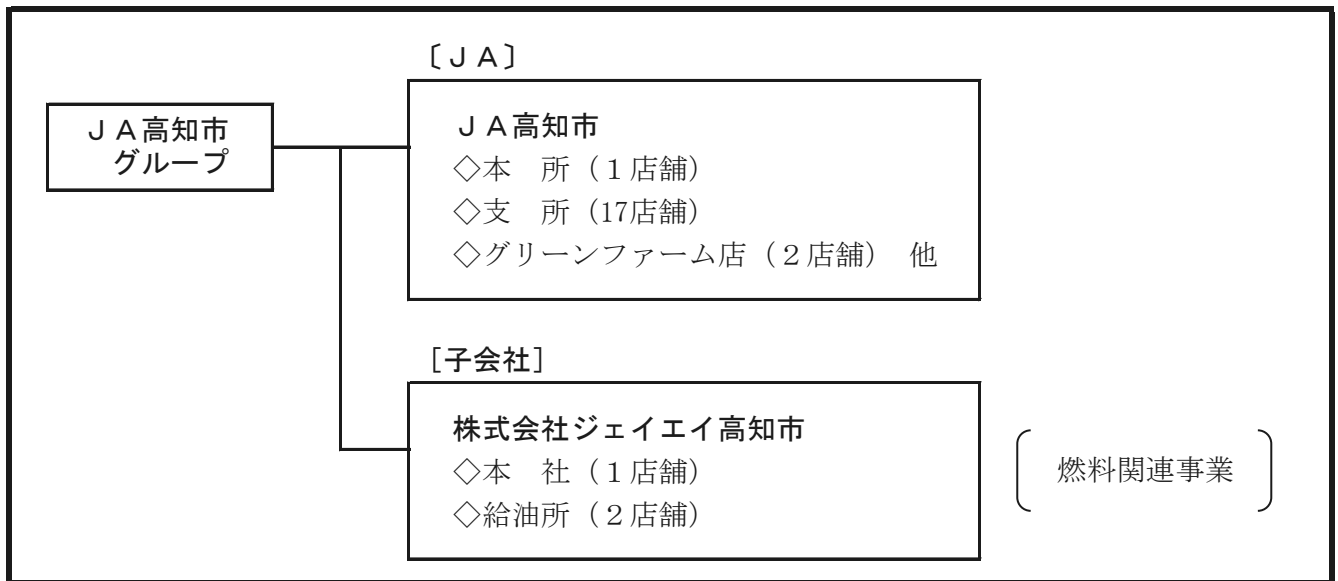 〔ＪＡ〕
ＪＡ高知市
グループ
ＪＡ高知市
◇本　所（１店舗）
◇支　所（17店舗）
◇グリーンファーム店（２店舗）　他
［子会社］
株式会社ジェイエイ高知市
◇本　社（１店舗）
◇給油所（２店舗）
燃料関連事業